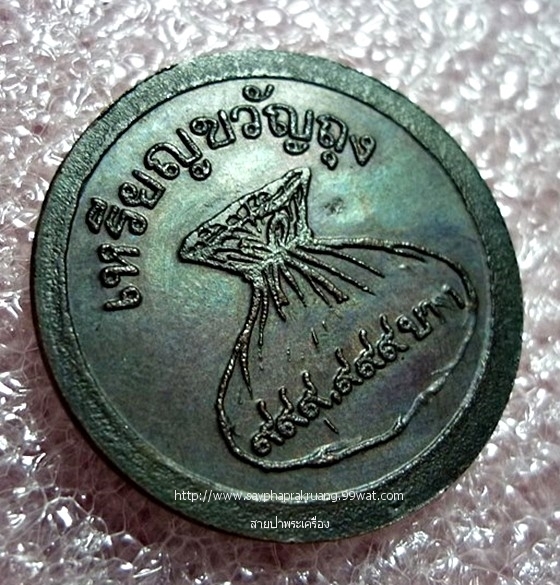 เหรียญขวัญถุง
๙๙๙,๙๙๙ บาท
http://www.sayphaprakruang.99wat.com
สายป่าพระเครื่อง